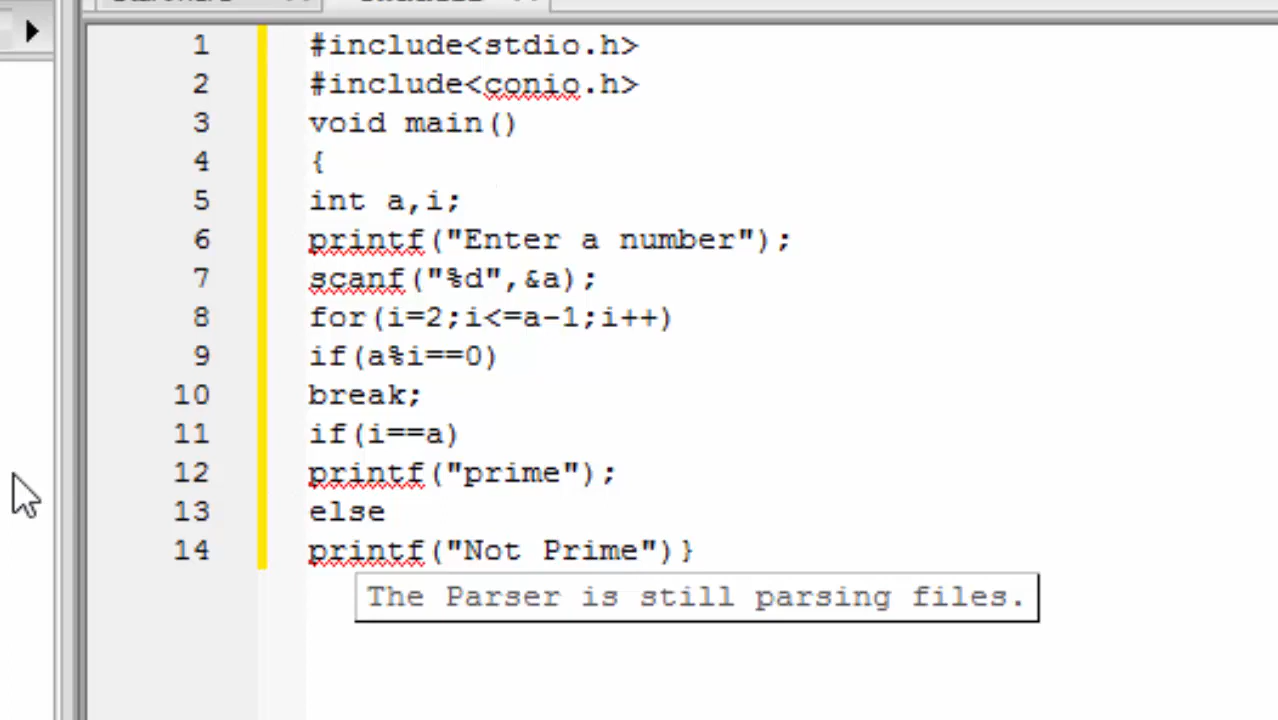 1 #include<stdio.h>
2 #include<conio.h>
3 void main()
4 {
5 int a,i;
6 printf("Enter a number");
7 scanf("%d",&a);
8 for(i=2;i<=a-1;i++)
9 if(a%i==0)
10 break;
11 if(i==a)
12 printf("prime");
13 else
14 printf("Not Prime")}
The Parser is still parsing files.